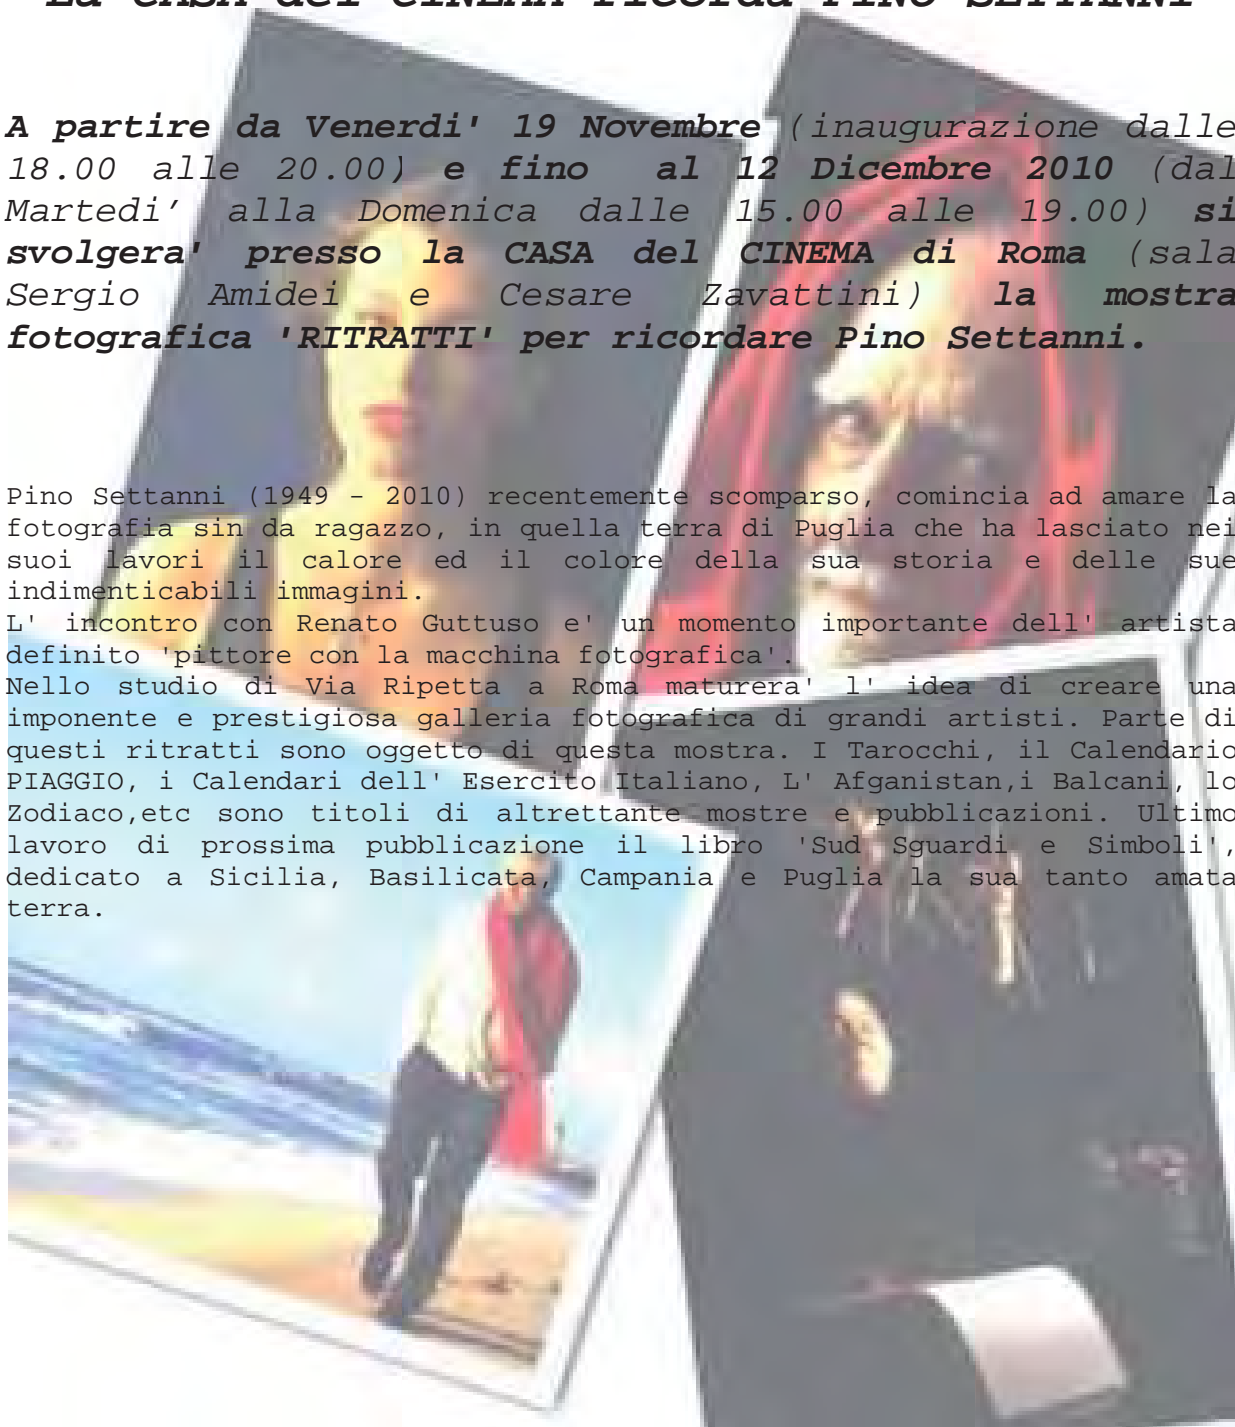 La CASA del CINEMA ricorda PINO SETTANNI
A partire da Venerdi' 19 Novembre (inaugurazione dalle
18.00 alle 20.00) e fino al 12 Dicembre 2010 (dal
Martedi’ alla Domenica dalle 15.00 alle 19.00) si
svolgera' presso la CASA del CINEMA di Roma (sala
Sergio Amidei e Cesare Zavattini) la mostra
fotografica 'RITRATTI' per ricordare Pino Settanni.
Pino Settanni (1949 - 2010) recentemente scomparso, comincia ad amare la
fotografia sin da ragazzo, in quella terra di Puglia che ha lasciato nei
suoi lavori il calore ed il colore della sua storia e delle sue
indimenticabili immagini.
L' incontro con Renato Guttuso e' un momento importante dell' artista
definito 'pittore con la macchina fotografica'.
Nello studio di Via Ripetta a Roma maturera' l' idea di creare una
imponente e prestigiosa galleria fotografica di grandi artisti. Parte di
questi ritratti sono oggetto di questa mostra. I Tarocchi, il Calendario
PIAGGIO, i Calendari dell' Esercito Italiano, L' Afganistan,i Balcani, lo
Zodiaco,etc sono titoli di altrettante mostre e pubblicazioni. Ultimo
lavoro di prossima pubblicazione il libro 'Sud Sguardi e Simboli',
dedicato a Sicilia, Basilicata, Campania e Puglia la sua tanto amata
terra.